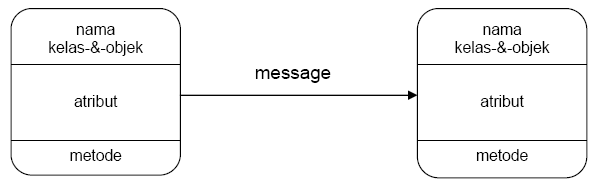 nama
kelas-&-objek
atribut
metode
message
nama
kelas-&-objek
atribut
metode